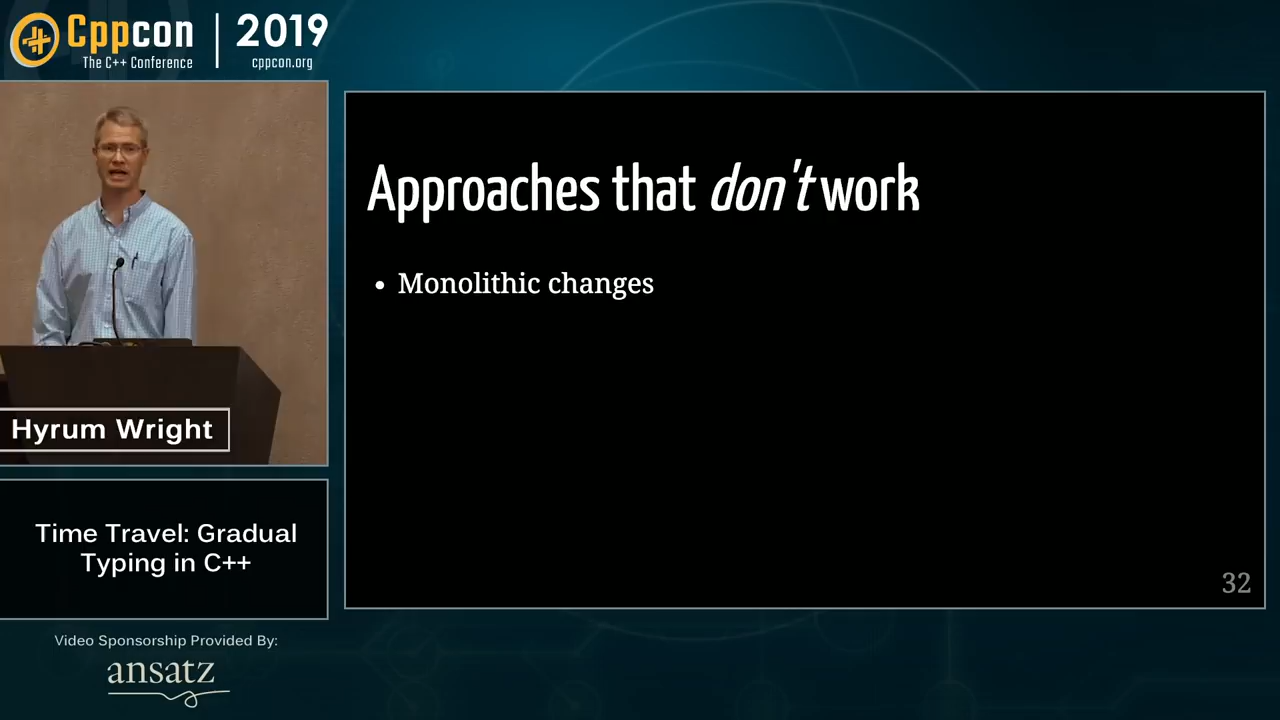 Cppcon
The C++ Conference
2019
cppcon.org
Approaches that don't work
• Monolithic changes
Hyrum Wright
Time Travel: Gradual
Typing in C++
32
Video Sponsorship Provided By:
ansatz